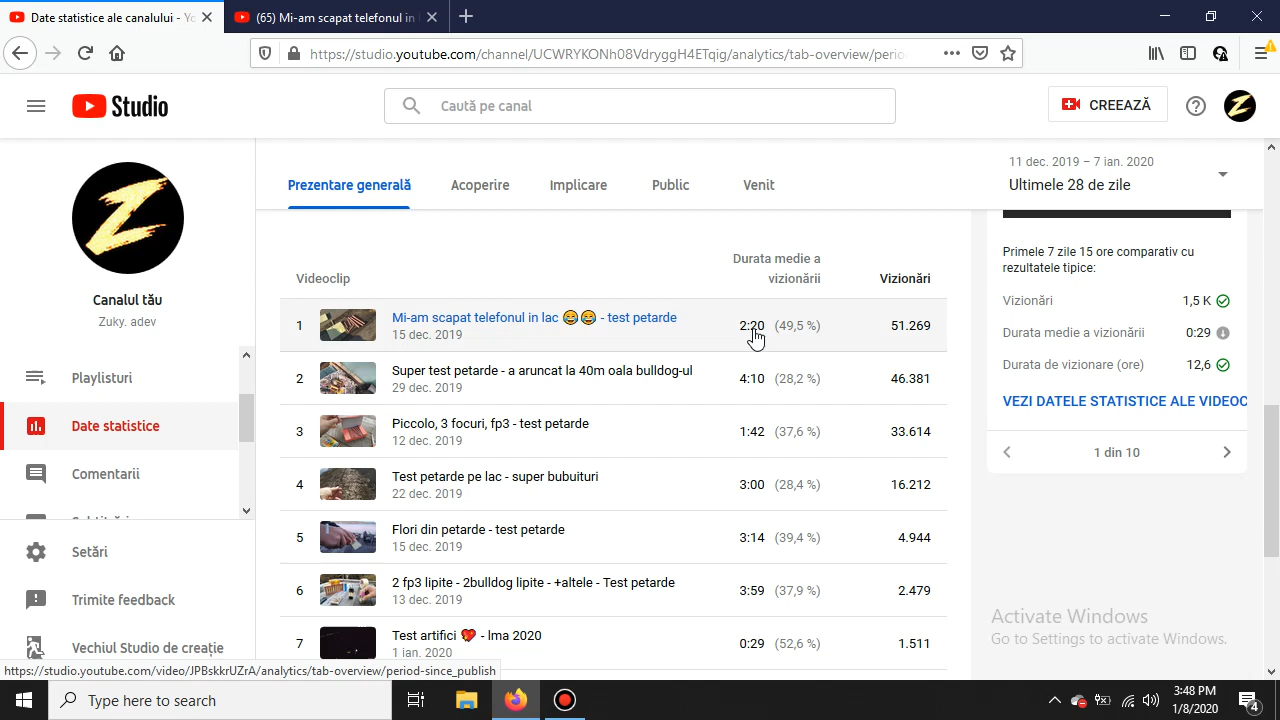 Date statistice ale canalului - Yo
(65) Mi-am scapat telefonul in l
https://studio.youtube.com/channel/UCWRYKONh08VdryggH4ETqig/analytics/tab-overview/perio
Studio
Caută pe canal
CREEAZĂ
Canalul tău
Zuky. adev
Playlisturi
Date statistice
Comentarii
Setări
Trimite feedback
Vechiul Studio de creație
Prezentare generală
Acoperire
Implicare
Public
Venit
11 dec. 2019 – 7 ian. 2020
Ultimele 28 de zile
Videoclip
Durata medie a
vizionării
Vizionări
1 Mi-am scapat telefonul in lac 😂😂 - test petarde 2:20 (49,5 %) 51.269
15 dec. 2019
2 Super test petarde - a aruncat la 40m oala bulldog-ul 4:10 (28,2 %) 46.381
29 dec. 2019
3 Piccolo, 3 focuri, fp3 - test petarde 1:42 (37,6 %) 33.614
12 dec. 2019
4 Test petarde pe lac - super bubuituri 3:00 (28,4 %) 16.212
22 dec. 2019
5 Flori din petarde - test petarde 3:14 (39,4 %) 4.944
15 dec. 2019
6 2 fp3 lipite - 2bulldog lipite - +altele - Test petarde 3:59 (37,9 %) 2.479
13 dec. 2019
7 Test artificii 💖 - lma 2020 0:29 (52,6 %) 1.511
1 ian. 2020
Primele 7 zile 15 ore comparativ cu
rezultatele tipice:
Vizionări 1,5 K
Durata medie a vizionării 0:29
Durata de vizionare (ore) 12,6
VEZI DATELE STATISTICE ALE VIDEOC
1 din 10
Activate Windows
Go to Settings to activate Windows.
https://studio.youtube.com/video/JPBskkrUZrA/analytics/tab-overview/period-since_publish
Type here to search
3:48 PM
1/8/2020
4